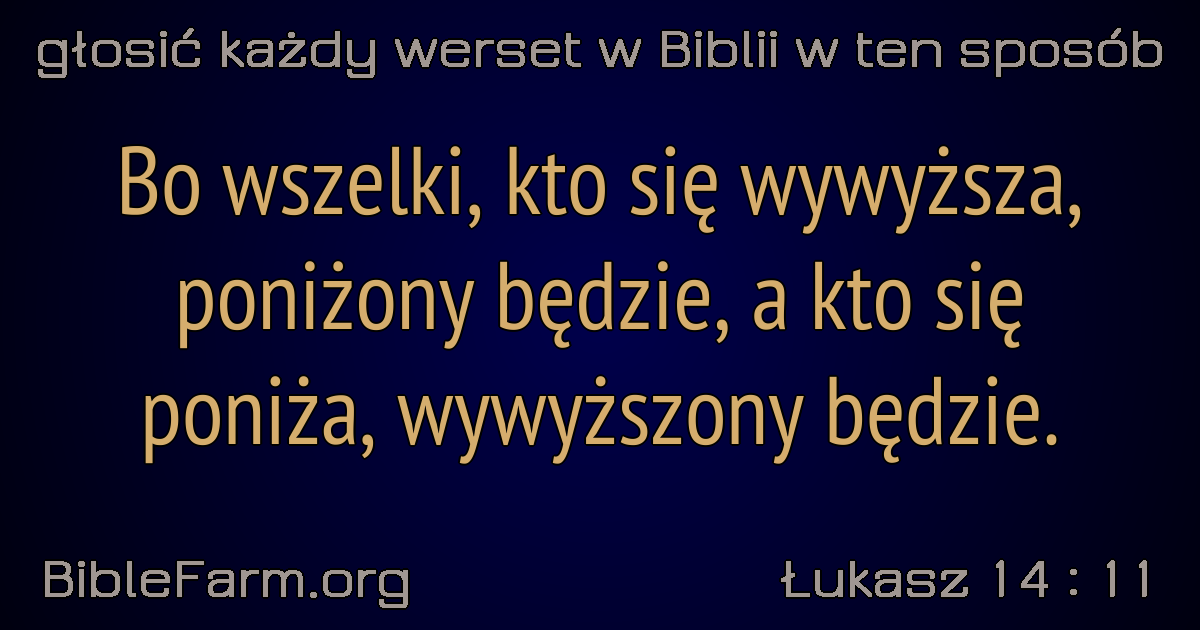 głosić każdy werset w Biblii w ten sposób
Bo wszelki, kto się wywyższa,
poniżony będzie, a kto się
poniża, wywyższony będzie.
BibleFarm.org
Łukasz 14 : 11